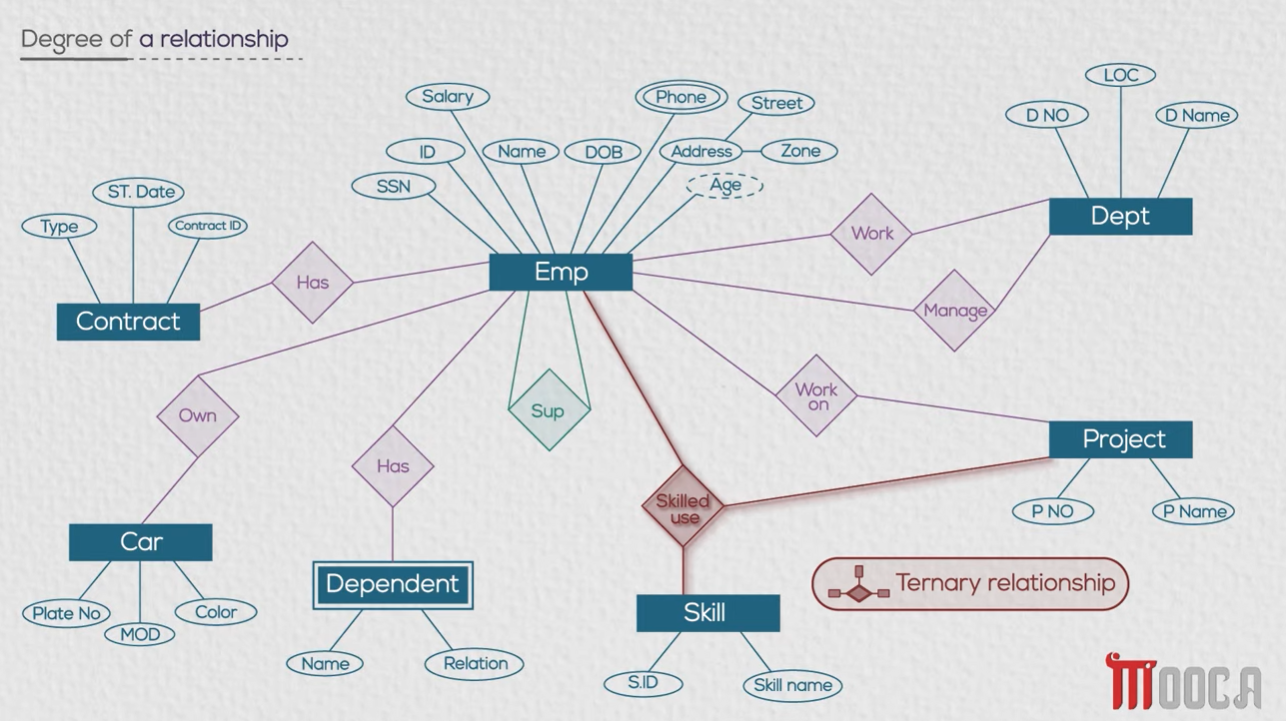 Degree of a relationship
LOC
Salary
Phone
Street
D NO
D Name
ID
Name
DOB
Address
Zone
SSN
Age
ST. Date
Type
Contract ID
Dept
Work
Emp
Has
Contract
Manage
Work
on
Own
Sup
Project
Has
Skilled
use
P NO
P Name
Car
Dependent
Ternary relationship
Plate No
MOD
Color
Skill
Name
Relation
S.ID
Skill name
MOOCA